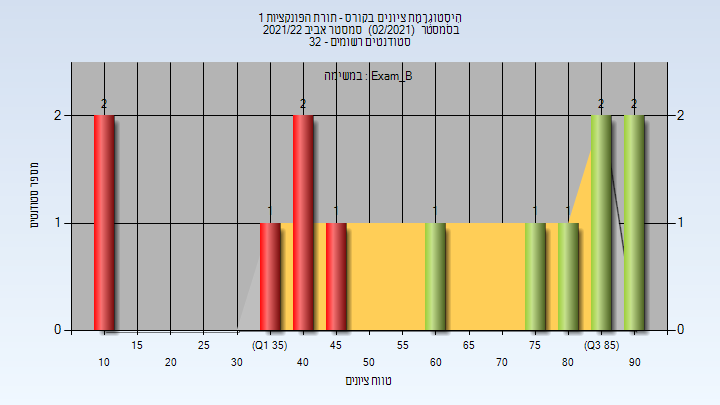 היסטוגרמת ציונים בקורס - תורת הפונקציות 1
בסמסטר (02/2021) סמסטר אביב 2021/22
סטודנטים רשומים - 32
במשימה : Exam_B
2 2 2 2
2 2
1 1 1 1 1
1 1
0 0
מספר סטודנטים
15 25 (Q1 35) 45 55 65 75 (Q3 85)
10 20 30 40 50 60 70 80 90
טווח ציונים